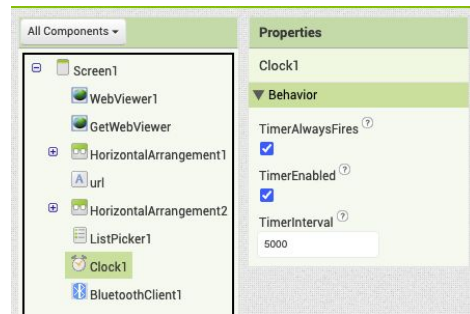 All Components
Screen1
WebViewer1
GetWebViewer
HorizontalArrangement1
A url
HorizontalArrangement2
ListPicker1
Clock1
BluetoothClient1
Properties
Clock1
Behavior
TimerAlwaysFires ?
TimerEnabled ?
TimerInterval ?
5000